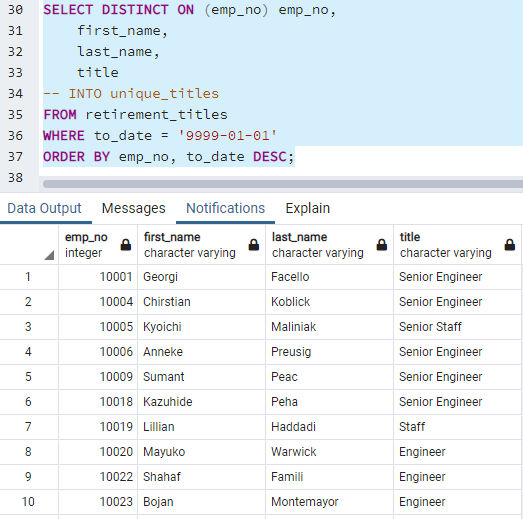 30 SELECT DISTINCT ON (emp_no) emp_no,
31 first_name,
32 last_name,
33 title
34 -- INTO unique_titles
35 FROM retirement_titles
36 WHERE to_date = '9999-01-01'
37 ORDER BY emp_no, to_date DESC;
38
Data Output Messages Notifications Explain
emp_no first_name last_name title
integer character varying character varying character varying
1 10001 Georgi Facello Senior Engineer
2 10004 Chirstian Koblick Senior Engineer
3 10005 Kyoichi Maliniak Senior Staff
4 10006 Anneke Preusig Senior Engineer
5 10009 Sumant Peac Senior Engineer
6 10018 Kazuhide Peha Senior Engineer
7 10019 Lillian Haddadi Staff
8 10020 Mayuko Warwick Engineer
9 10022 Shahaf Famili Engineer
10 10023 Bojan Montemayor Engineer